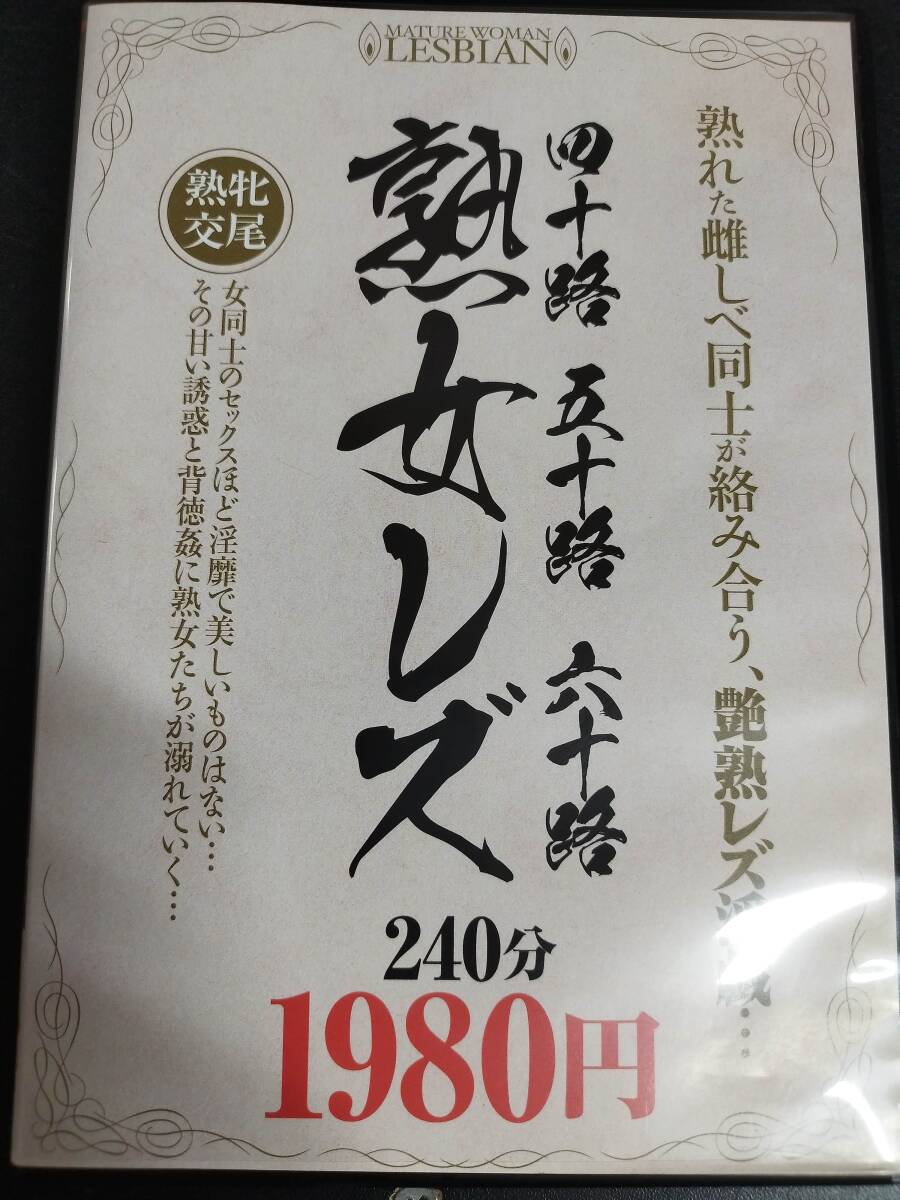 MATURE WOMAN
LESBIAN
熟れた雌しべ同士が絡み合う、艶熟レズ淫戯…
四十路 五十路 六十路
熟女レズ
牝尾
熟交
女同士のセックスほど淫靡で美しいものはない…
その甘い誘惑と背徳姦に熟女たちが溺れていく…
240分
1980円